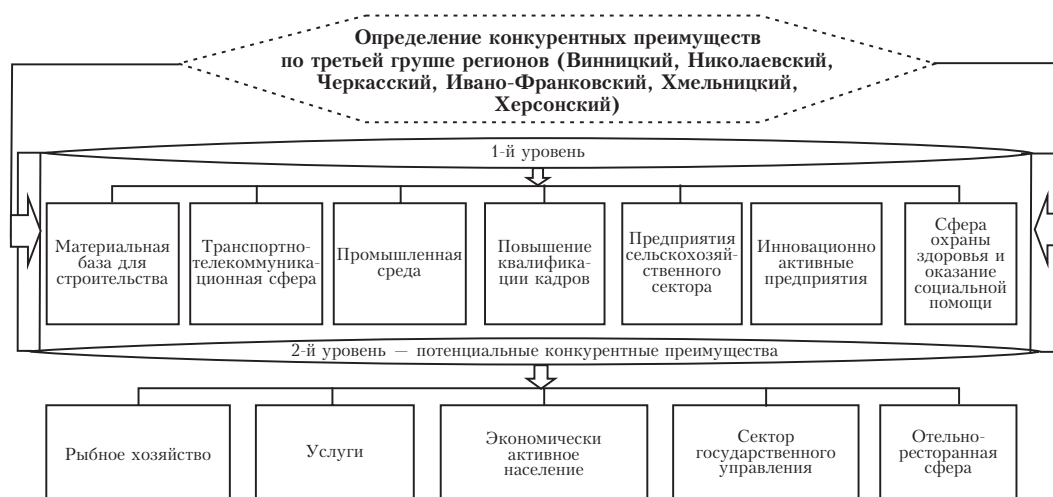 Определение конкурентных преимуществ
по третьей группе регионов (Винницкий, Николаевский,
Черкасский, Ивано-Франковский, Хмельницкий,
Херсонский)
1-й уровень
Материальная
база для
строительства
Транспортно-
телекоммуника-
ционная сфера
Промышленная
среда
Повышение
квалифика-
ции кадров
Предприятия
сельскохозяй-
ственного
сектора
Инновационно
активные
предприятия
Сфера
охраны
здоровья и
оказание
социальной
помощи
2-й уровень — потенциальные конкурентные преимущества
Рыбное хозяйство
Услуги
Экономически
активное
население
Сектор
государственного
управления
Отельно-
ресторанная
сфера